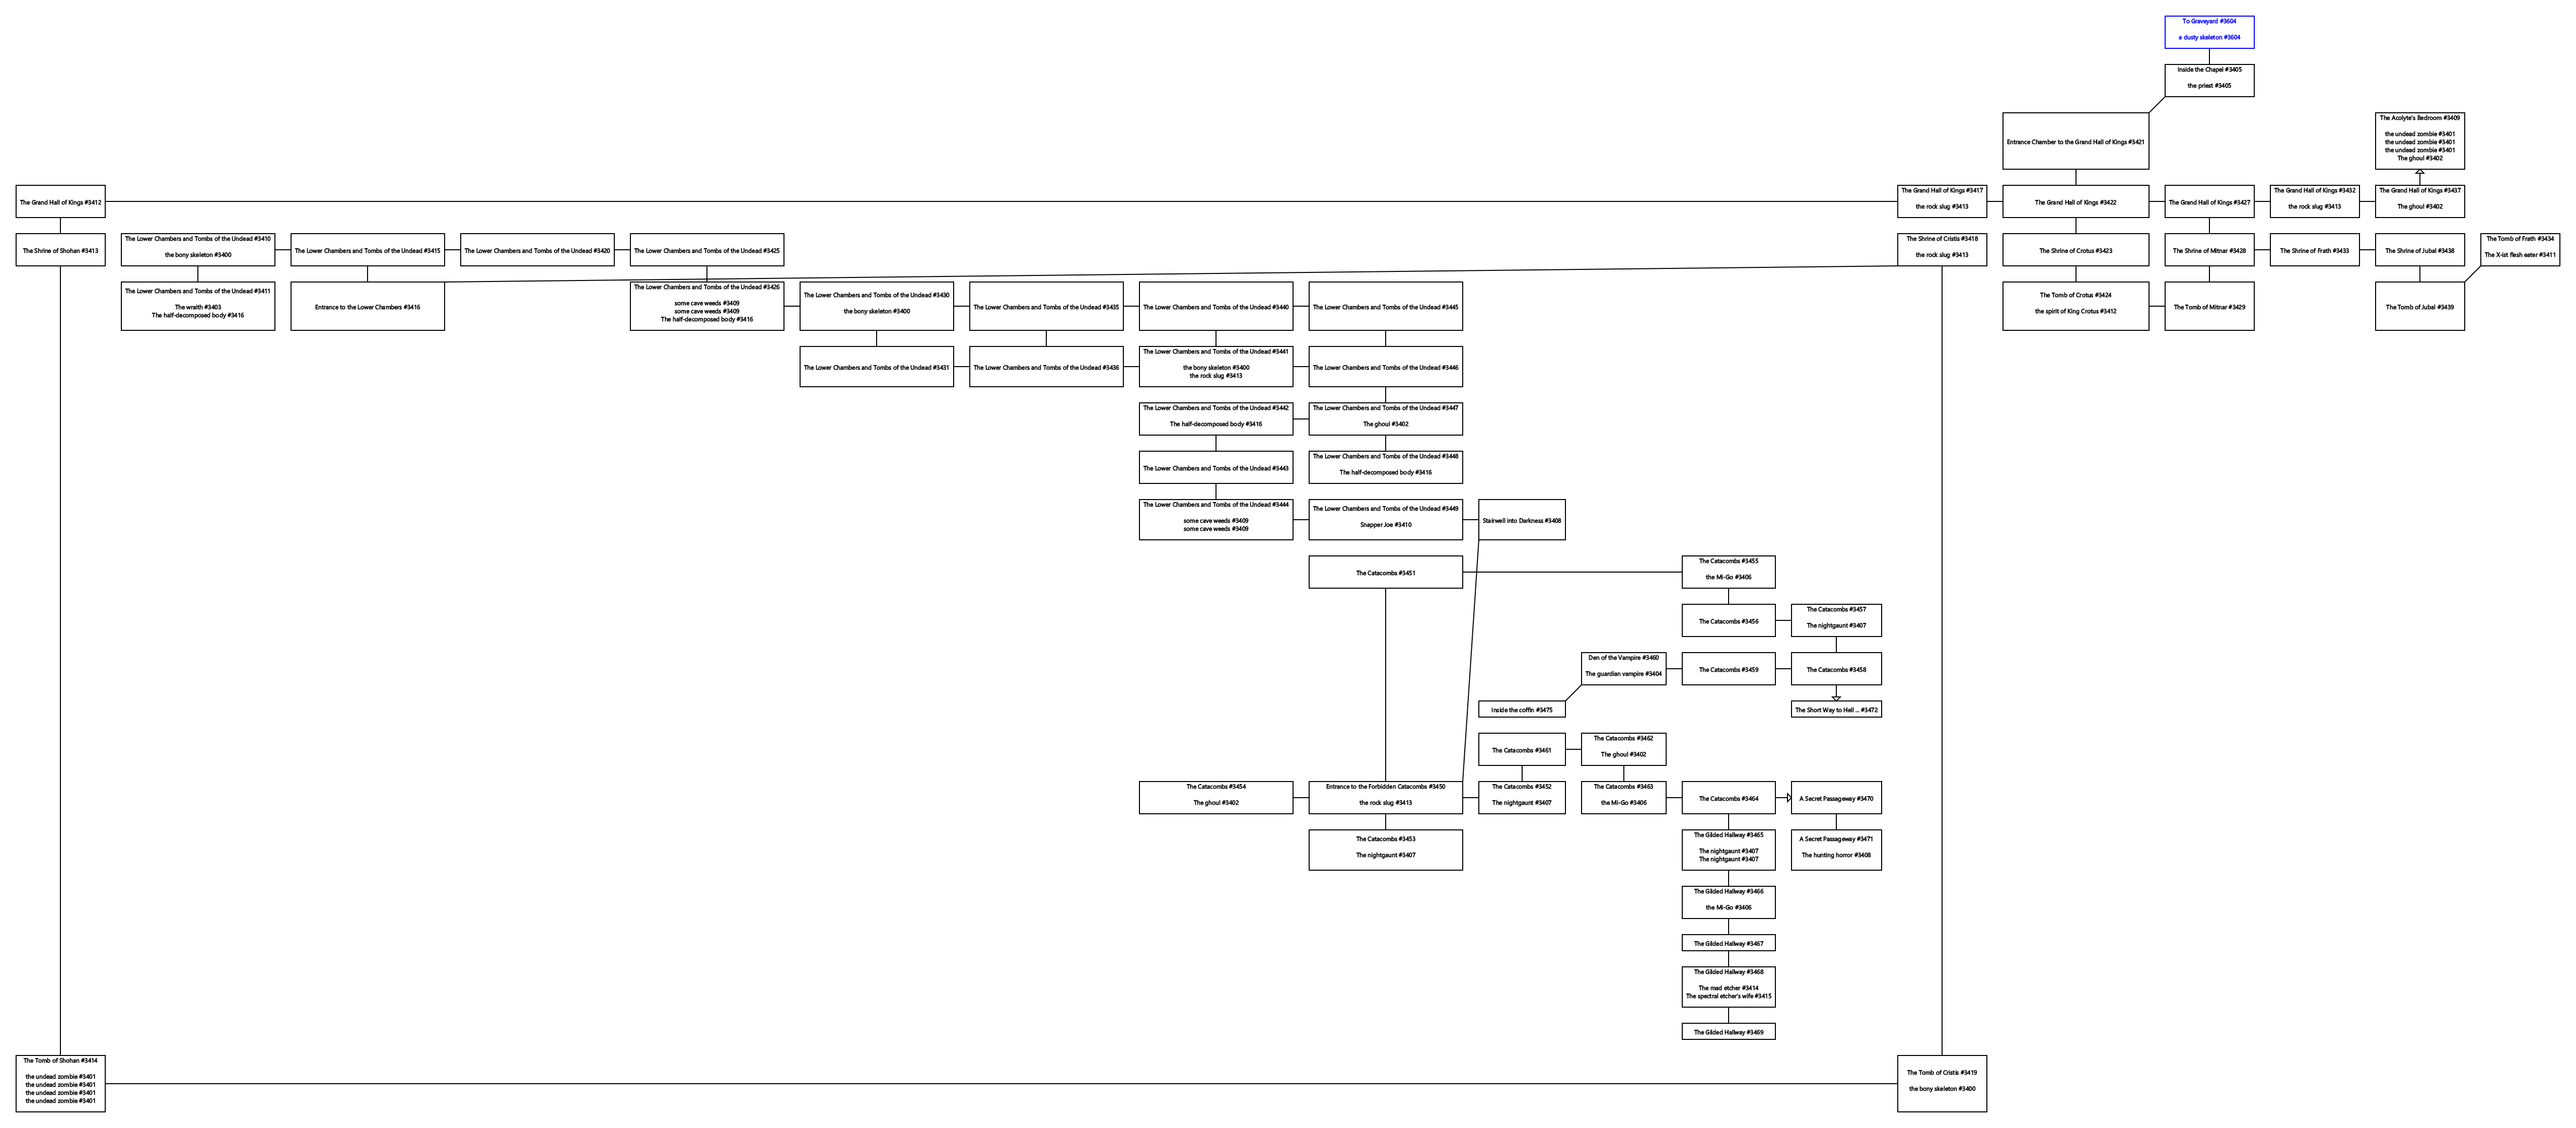 To Graveyard #3604
a dusty skeleton #3604
Inside the Chapel #3405
the priest #3405
Entrance Chamber to the Grand Hall of Kings #3421
The Acolyte's Bedroom #3409
the undead zombie #3401
the undead zombie #3401
the undead zombie #3401
The ghoul #3402
The Grand Hall of Kings #3412
The Grand Hall of Kings #3417
the rock slug #3413
The Grand Hall of Kings #3422
The Grand Hall of Kings #3427
The Grand Hall of Kings #3432
the rock slug #3413
The Grand Hall of Kings #3437
The ghoul #3402
The Shrine of Shohan #3413
The Lower Chambers and Tombs of the Undead #3410
the bony skeleton #3400
The Lower Chambers and Tombs of the Undead #3415
The Lower Chambers and Tombs of the Undead #3420
The Lower Chambers and Tombs of the Undead #3425
The Shrine of Cristis #3418
the rock slug #3413
The Shrine of Crotus #3423
The Shrine of Mitnar #3428
The Shrine of Frath #3433
The Shrine of Jubal #3438
The Tomb of Frath #3434
The X-ist flesh eater #3411
The Lower Chambers and Tombs of the Undead #3411
The wraith #3403
The half-decomposed body #3416
Entrance to the Lower Chambers #3416
The Lower Chambers and Tombs of the Undead #3426
some cave weeds #3409
some cave weeds #3409
The half-decomposed body #3416
The Lower Chambers and Tombs of the Undead #3430
the bony skeleton #3400
The Lower Chambers and Tombs of the Undead #3435
The Lower Chambers and Tombs of the Undead #3440
The Lower Chambers and Tombs of the Undead #3445
The Tomb of Crotus #3424
the spirit of King Crotus #3412
The Tomb of Mitnar #3429
The Tomb of Jubal #3439
The Lower Chambers and Tombs of the Undead #3431
The Lower Chambers and Tombs of the Undead #3436
The Lower Chambers and Tombs of the Undead #3441
the bony skeleton #3400
the rock slug #3413
The Lower Chambers and Tombs of the Undead #3446
The Lower Chambers and Tombs of the Undead #3442
The half-decomposed body #3416
The Lower Chambers and Tombs of the Undead #3447
The ghoul #3402
The Lower Chambers and Tombs of the Undead #3443
The Lower Chambers and Tombs of the Undead #3448
The half-decomposed body #3416
The Lower Chambers and Tombs of the Undead #3444
some cave weeds #3409
some cave weeds #3409
The Lower Chambers and Tombs of the Undead #3449
Snapper Joe #3410
Stairwell into Darkness #3408
The Catacombs #3451
The Catacombs #3455
the Mi-Go #3406
The Catacombs #3456
The Catacombs #3457
The nightgaunt #3407
Den of the Vampire #3460
The guardian vampire #3404
The Catacombs #3459
The Catacombs #3458
Inside the coffin #3475
The Short Way to Hell ... #3472
The Catacombs #3461
The Catacombs #3462
The ghoul #3402
The Catacombs #3454
The ghoul #3402
Entrance to the Forbidden Catacombs #3450
the rock slug #3413
The Catacombs #3452
The nightgaunt #3407
The Catacombs #3463
the Mi-Go #3406
The Catacombs #3464
A Secret Passageway #3470
The Catacombs #3453
The nightgaunt #3407
The Gilded Hallway #3465
The nightgaunt #3407
The nightgaunt #3407
A Secret Passageway #3471
The hunting horror #3408
The Gilded Hallway #3466
the Mi-Go #3406
The Gilded Hallway #3467
The Gilded Hallway #3468
The mad etcher #3414
The spectral etcher's wife #3415
The Gilded Hallway #3469
The Tomb of Shohan #3414
the undead zombie #3401
the undead zombie #3401
the undead zombie #3401
the undead zombie #3401
The Tomb of Cristis #3419
the bony skeleton #3400